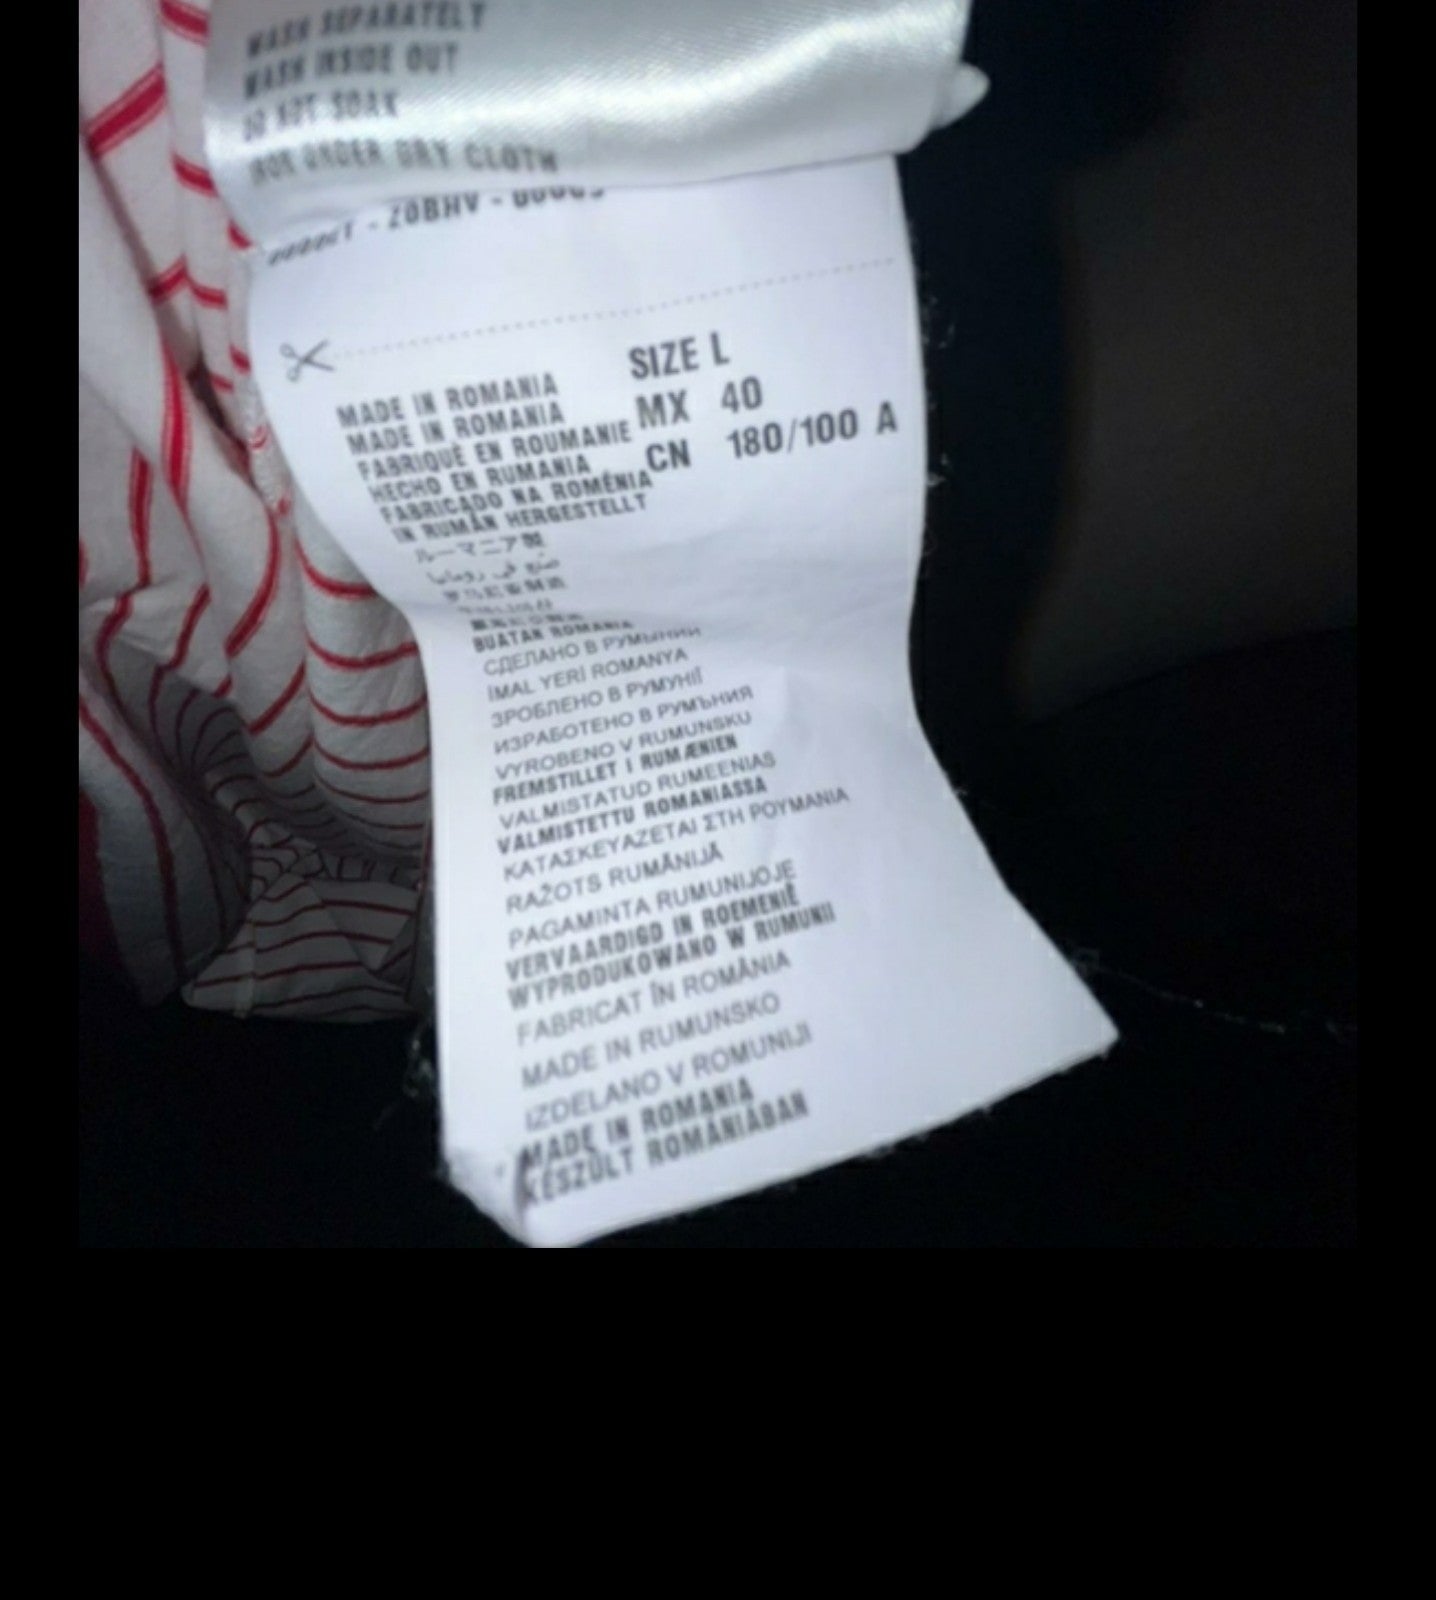 WASH SEPARATELY
WASH INSIDE OUT
DO NOT SOAK
DRY CLOTH
- Z0BHV -
SIZE L
MX 40
CN 180/100 A
MADE IN ROMANIA
MADE IN ROMANIA
FABRIQUÉ EN ROUMANIE
HECHO EN RUMANIA
FABRICADO NA ROMÉNIA
IN RUMÄN HERGESTELLT
ルーマニア製
صنع في رومانيا
BUATAN ROMANIA
СДЕЛАНО В РУМЫНИИ
İMAL YERİ ROMANYA
ЗРОБЛЕНО В РУМУНІЇ
ИЗРАБОТЕНО В РУМЪНИЯ
VYROBENO V RUMUNSKU
FREMSTILLET I RUMÆNIEN
VALMISTATUD RUMEENIAS
VALMISTETTU ROMANIASSA
ΚΑΤΑΣΚΕΥΑΖΕΤΑΙ ΣΤΗ ΡΟΥΜΑΝΙΑ
RAŽOTS RUMĀNIJĀ
PAGAMINTA RUMUNIJOJE
VERVAARDIGD IN ROEMENIË
WYPRODUKOWANO W RUMUNII
FABRICAT ÎN ROMÂNIA
MADE IN RUMUNSKO
IZDELANO V ROMUNIJI
MADE IN ROMANIA
KÉSZÜLT ROMÁNIÁBAN